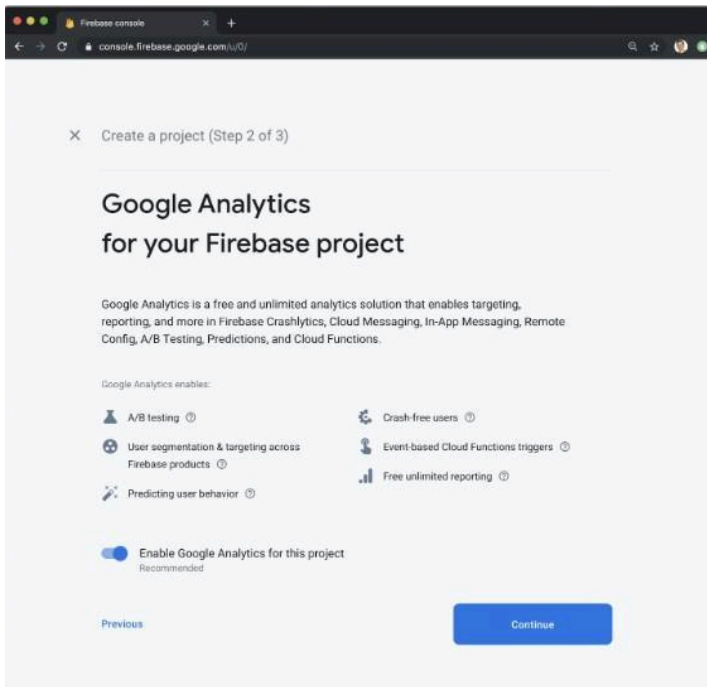 Firebase console
console.firebase.google.com/u/0/
Create a project (Step 2 of 3)
Google Analytics
for your Firebase project
Google Analytics is a free and unlimited analytics solution that enables targeting,
reporting, and more in Firebase Crashlytics, Cloud Messaging, In-App Messaging, Remote
Config, A/B Testing, Predictions, and Cloud Functions.
Google Analytics enables:
A/B testing
User segmentation & targeting across
Firebase products
Predicting user behavior
Crash-free users
Event-based Cloud Functions triggers
Free unlimited reporting
Enable Google Analytics for this project
Recommended
Previous
Continue